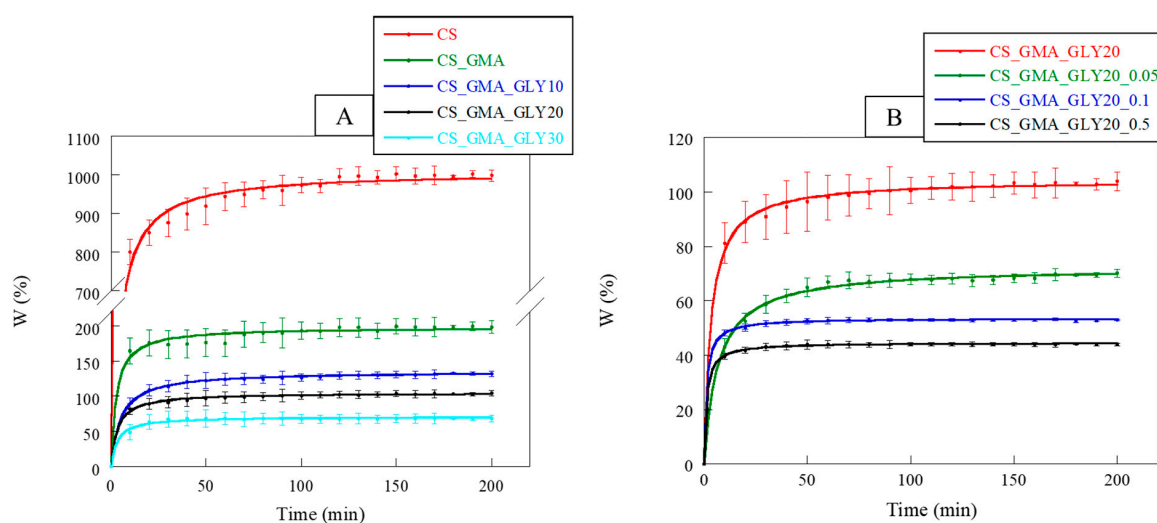 CS
CS_GMA
CS_GMA_GLY10
CS_GMA_GLY20
CS_GMA_GLY30
A
1100
1000
900
800
700
200
150
100
50
0
W (%)
0 50 100 150 200
Time (min)
CS_GMA_GLY20
CS_GMA_GLY20_0.05
CS_GMA_GLY20_0.1
CS_GMA_GLY20_0.5
B
120
100
80
60
40
20
0
W (%)
0 50 100 150 200
Time (min)